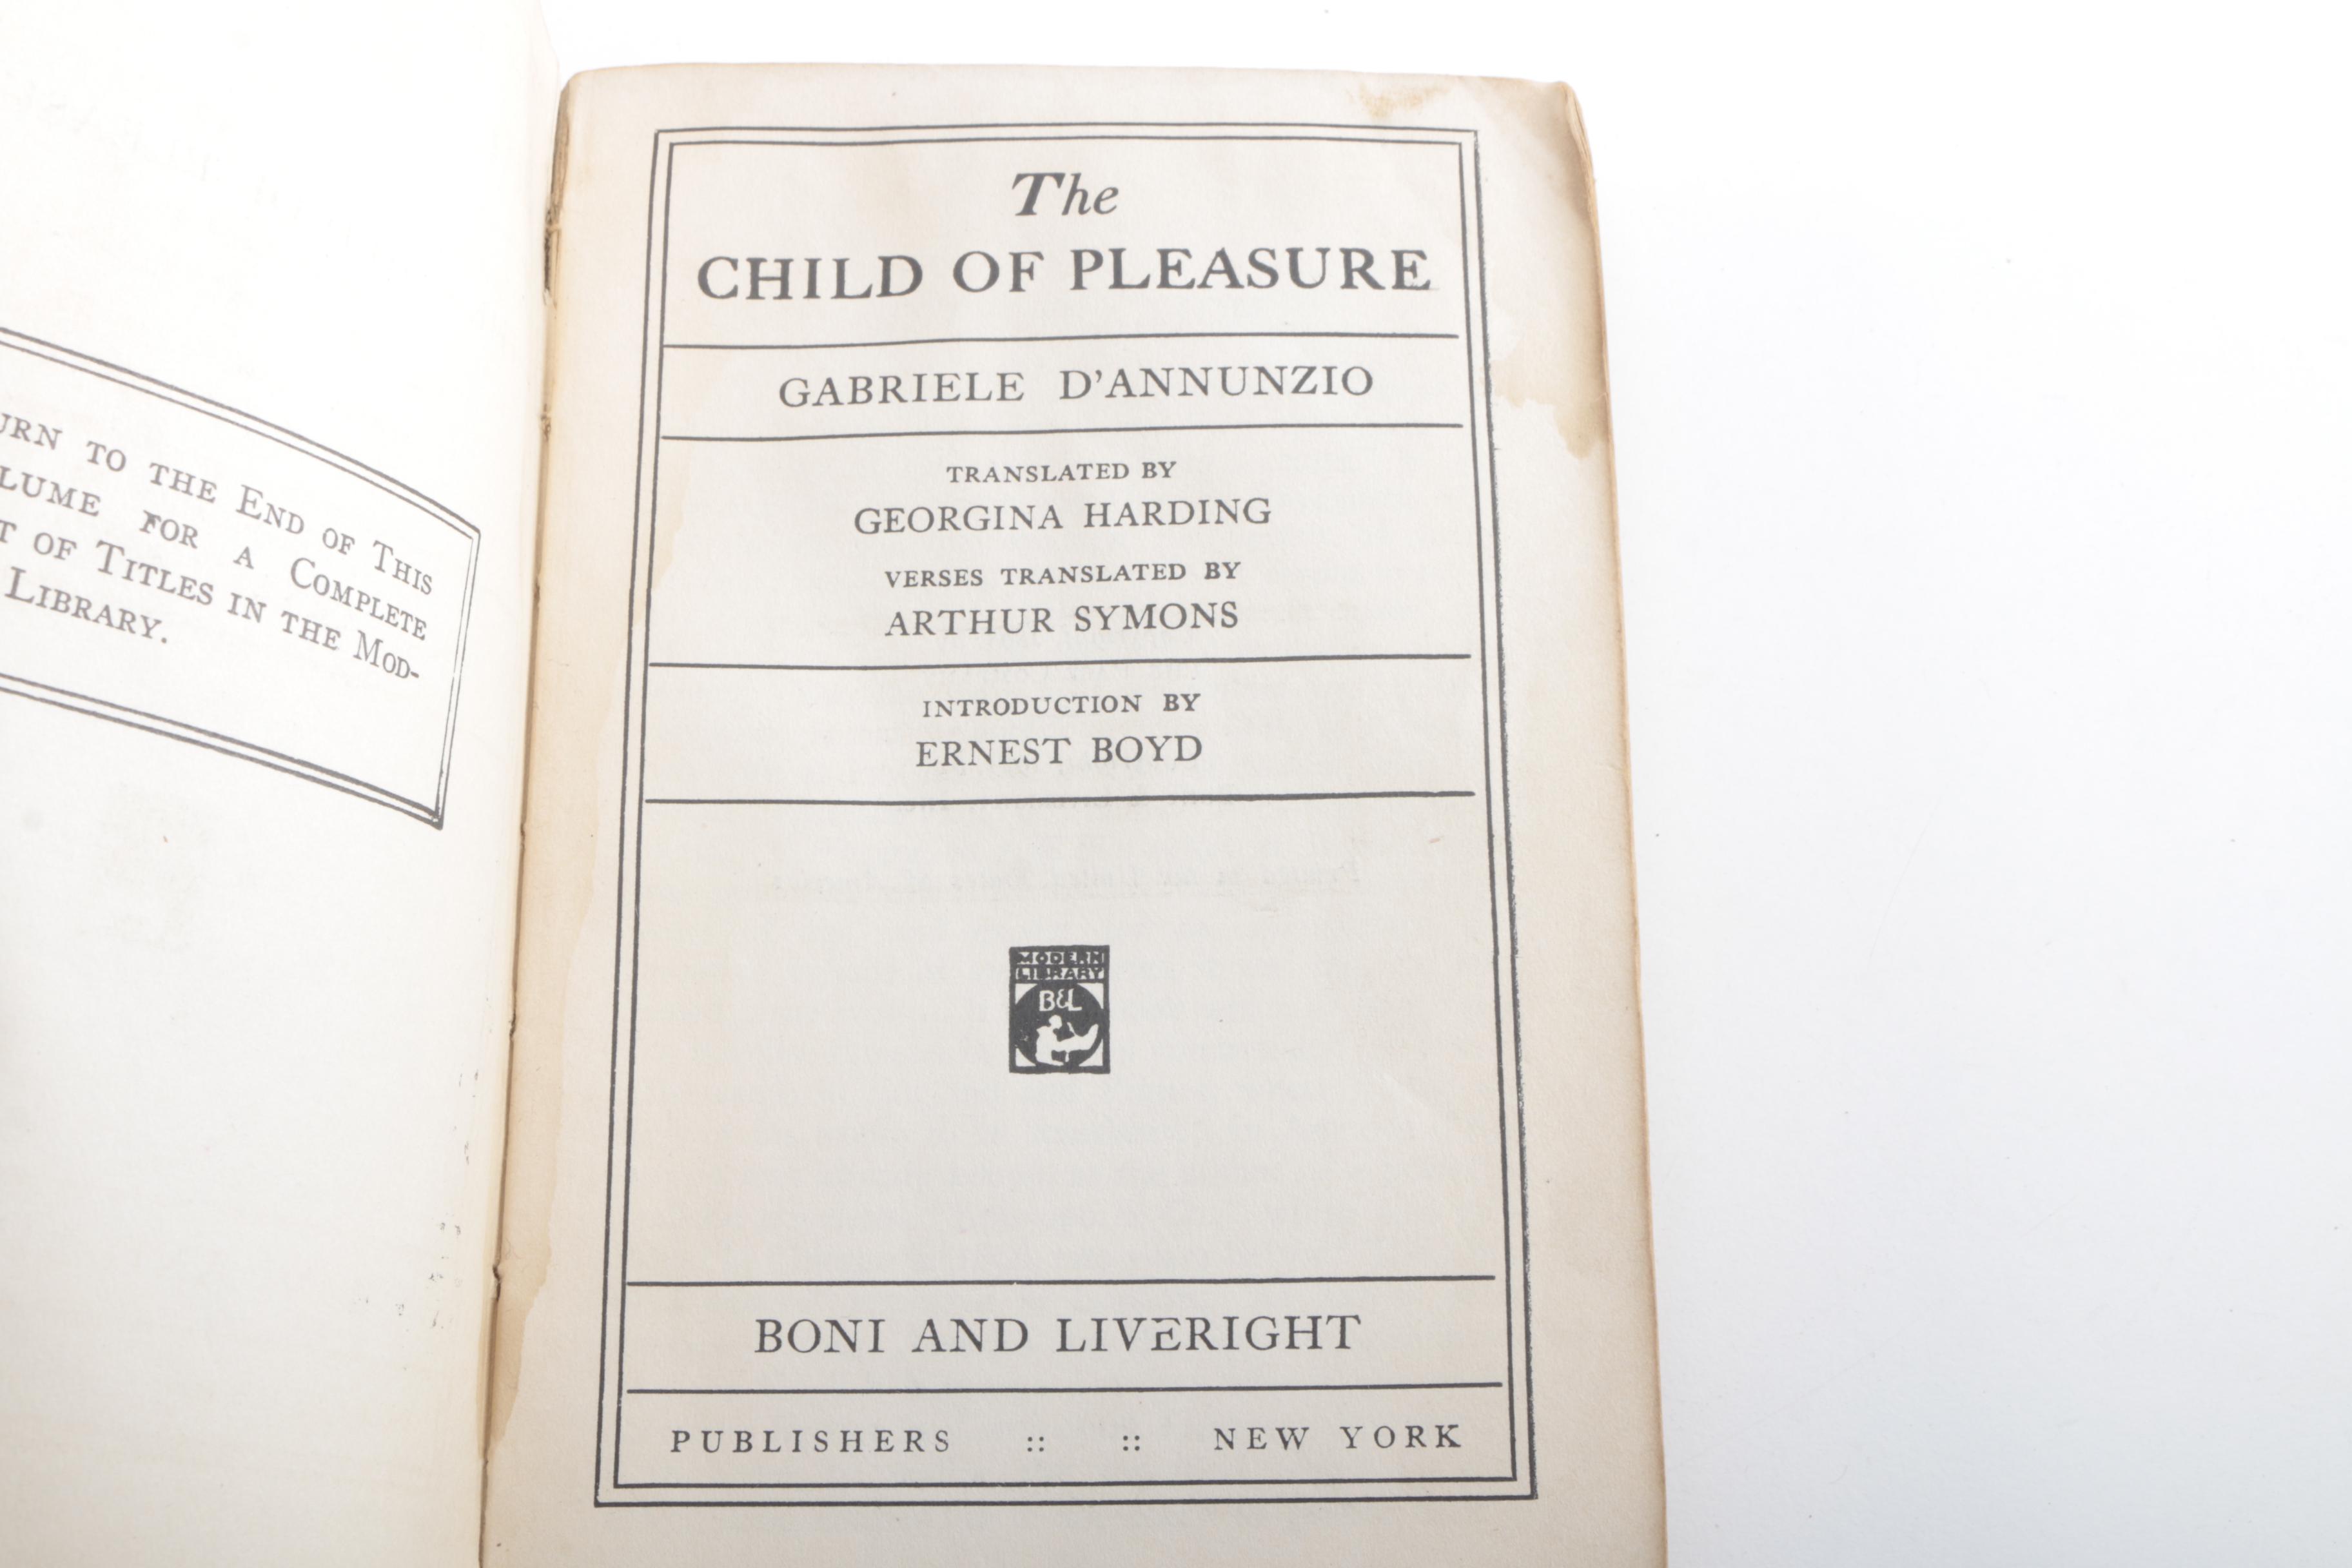 URN TO THE END OF THIS
LUME FOR A COMPLETE
T OF TITLES IN THE MOD-
LIBRARY.
The
CHILD OF PLEASURE
GABRIELE D'ANNUNZIO
TRANSLATED BY
GEORGINA HARDING
VERSES TRANSLATED BY
ARTHUR SYMONS
INTRODUCTION BY
ERNEST BOYD
MODERN
LIBRARY
B&L
BONI AND LIVERIGHT
PUBLISHERS :: :: NEW YORK